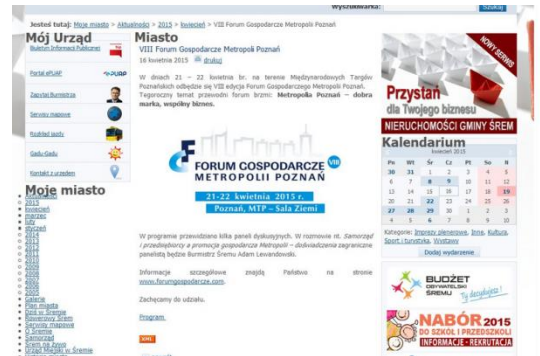 Wyszukiwarka:
Szukaj
Jesteś tutaj: Moje miasto > Aktualności > 2015 > kwiecień > VIII Forum Gospodarcze Metropolii Poznań
Mój Urząd
Biuletyn Informacji Publicznej
Portal ePUAP
Zapytaj Burmistrza
Serwisy mapowe
Rozkład jazdy
Gadu-Gadu
Kontakt z urzędem
Moje miasto
2015
kwiecień
marzec
luty
styczeń
2014
2013
2012
2011
2010
2009
2008
2007
2006
2005
Galerie
Plan miasta
Dziś w Śremie
Rowerowy Śrem
Serwisy mapowe
O Śremie
Samorząd
Śrem na żywo
Urząd Miejski w Śremie
Miasto
VIII Forum Gospodarcze Metropoli Poznań
16 kwietnia 2015 drukuj
W dniach 21 – 22 kwietnia br. na terenie Międzynarodowych Targów
Poznańskich odbędzie się VIII edycja Forum Gospodarczego Metropolii Poznań.
Tegoroczny temat przewodni forum brzmi: Metropolia Poznań – dobra
marka, wspólny biznes.
FORUM GOSPODARCZE VIII
METROPOLII POZNAŃ
21-22 kwietnia 2015 r.
Poznań, MTP – Sala Ziemi
W programie przewidziano kilka paneli dyskusyjnych. W rozmowie nt. Samorząd
i przedsiębiorcy a promocja gospodarcza Metropolii – doświadczenia zagraniczne
panelistą będzie Burmistrz Śremu Adam Lewandowski.
Informacje szczegółowe znajdą Państwo na stronie
www.forumgospodarcze.com.
Zachęcamy do udziału.
Program.
XML
NOWY SERWIS
Przystań
dla Twojego biznesu
NIERUCHOMOŚCI GMINY ŚREM
Kalendarium
kwiecień 2015
Pn Wt Śr Cz Pt So N
30 31 1 2 3 4 5
6 7 8 9 10 11 12
13 14 15 16 17 18 19
20 21 22 23 24 25 26
27 28 29 30 1 2 3
4 5 6 7 8 9 10
Kategorie: Imprezy plenerowe, Inne, Kultura,
Sport i turystyka, Wystawy
Dodaj wydarzenie
BUDŻET
OBYWATELSKI
ŚREMU
Ty decydujesz!
NABÓR 2015
DO SZKÓŁ I PRZEDSZKOLI
INFORMACJE - REKRUTACJA